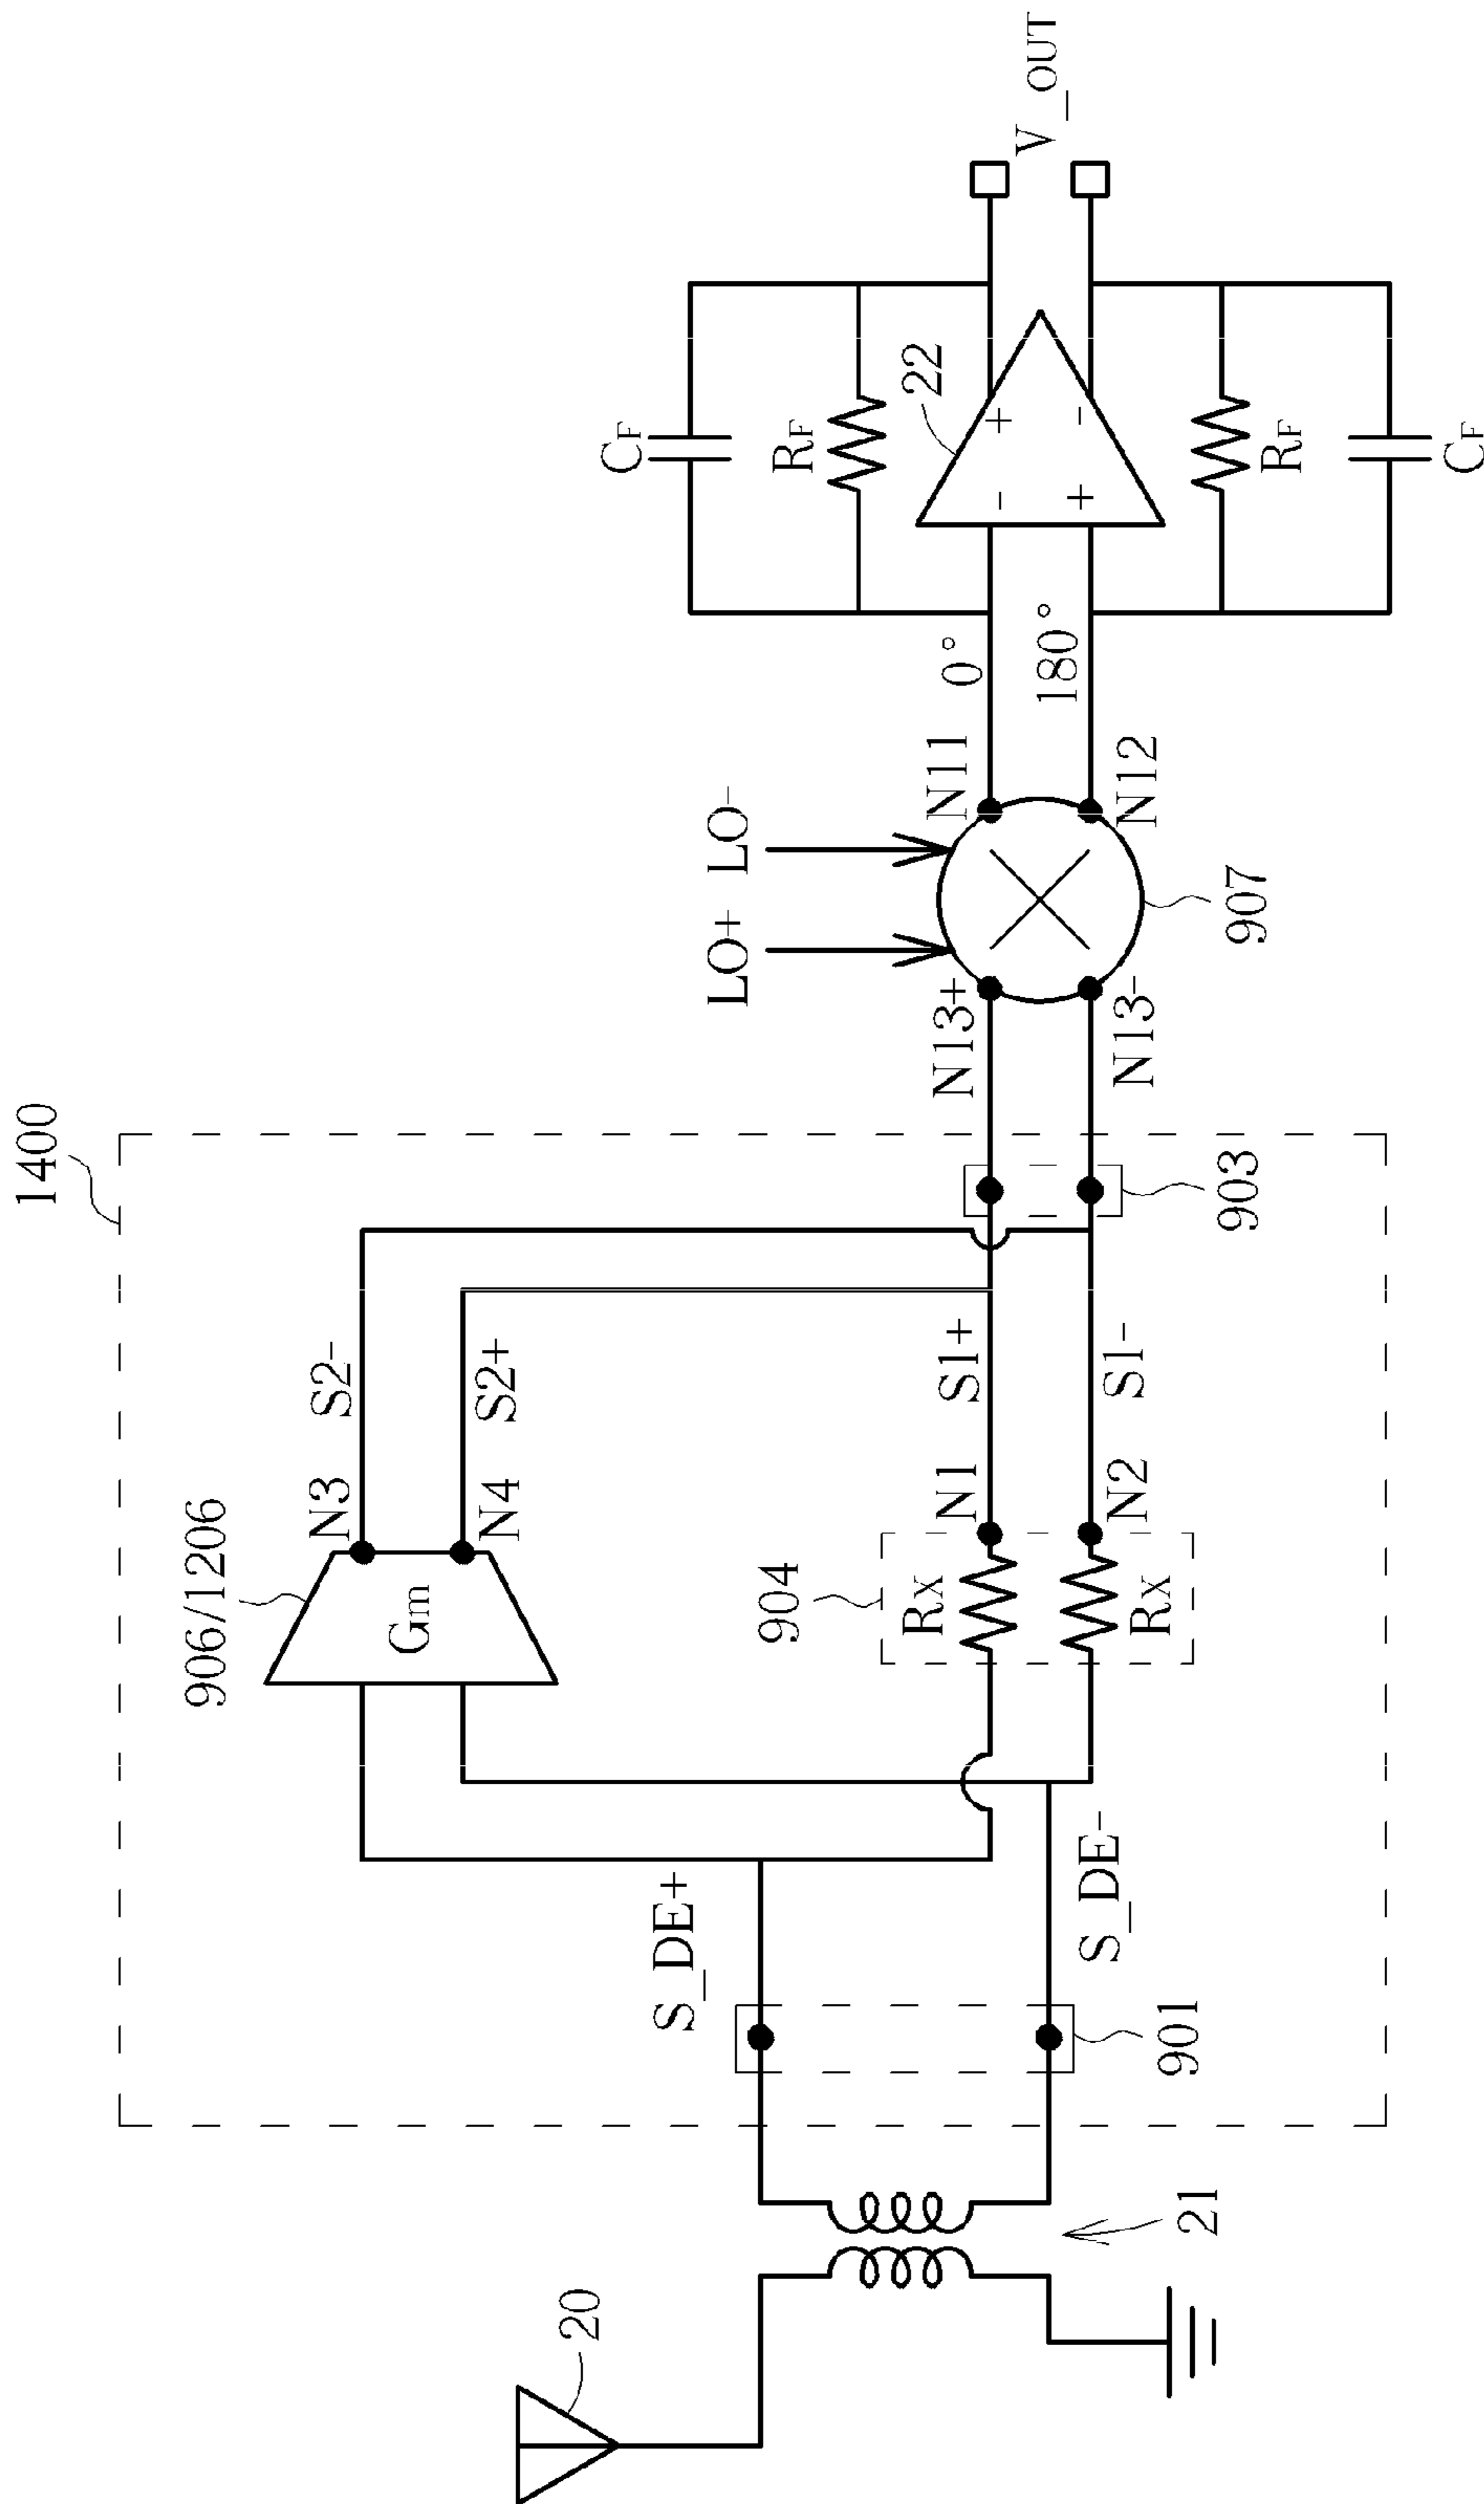 1400
906/1206
N3
S2-
Gm
N4
S2+
904
Rx
N1
S1+
Rx
N2
S1-
20
21
S_DE+
S_DE-
901
903
LO+
LO-
N13+
N13-
N11
N12
907
0°
180°
CF
RF
22
-
+
+
-
RF
CF
V_OUT